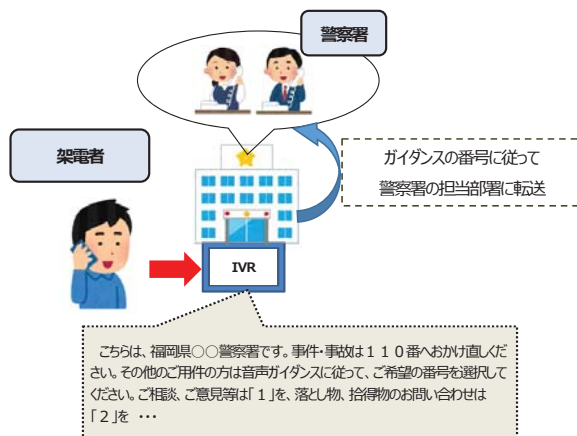 警察署
架電者
ガイダンスの番号に従って
警察署の担当部署に転送
IVR
こちらは、福岡県○○警察署です。事件・事故は110番へおかけ直しくだ
さい。その他のご用件の方は音声ガイダンスに従って、ご希望の番号を選択して
ください。ご相談、ご意見等は「1」を、落とし物、拾得物のお問い合わせは
「2」を ・・・